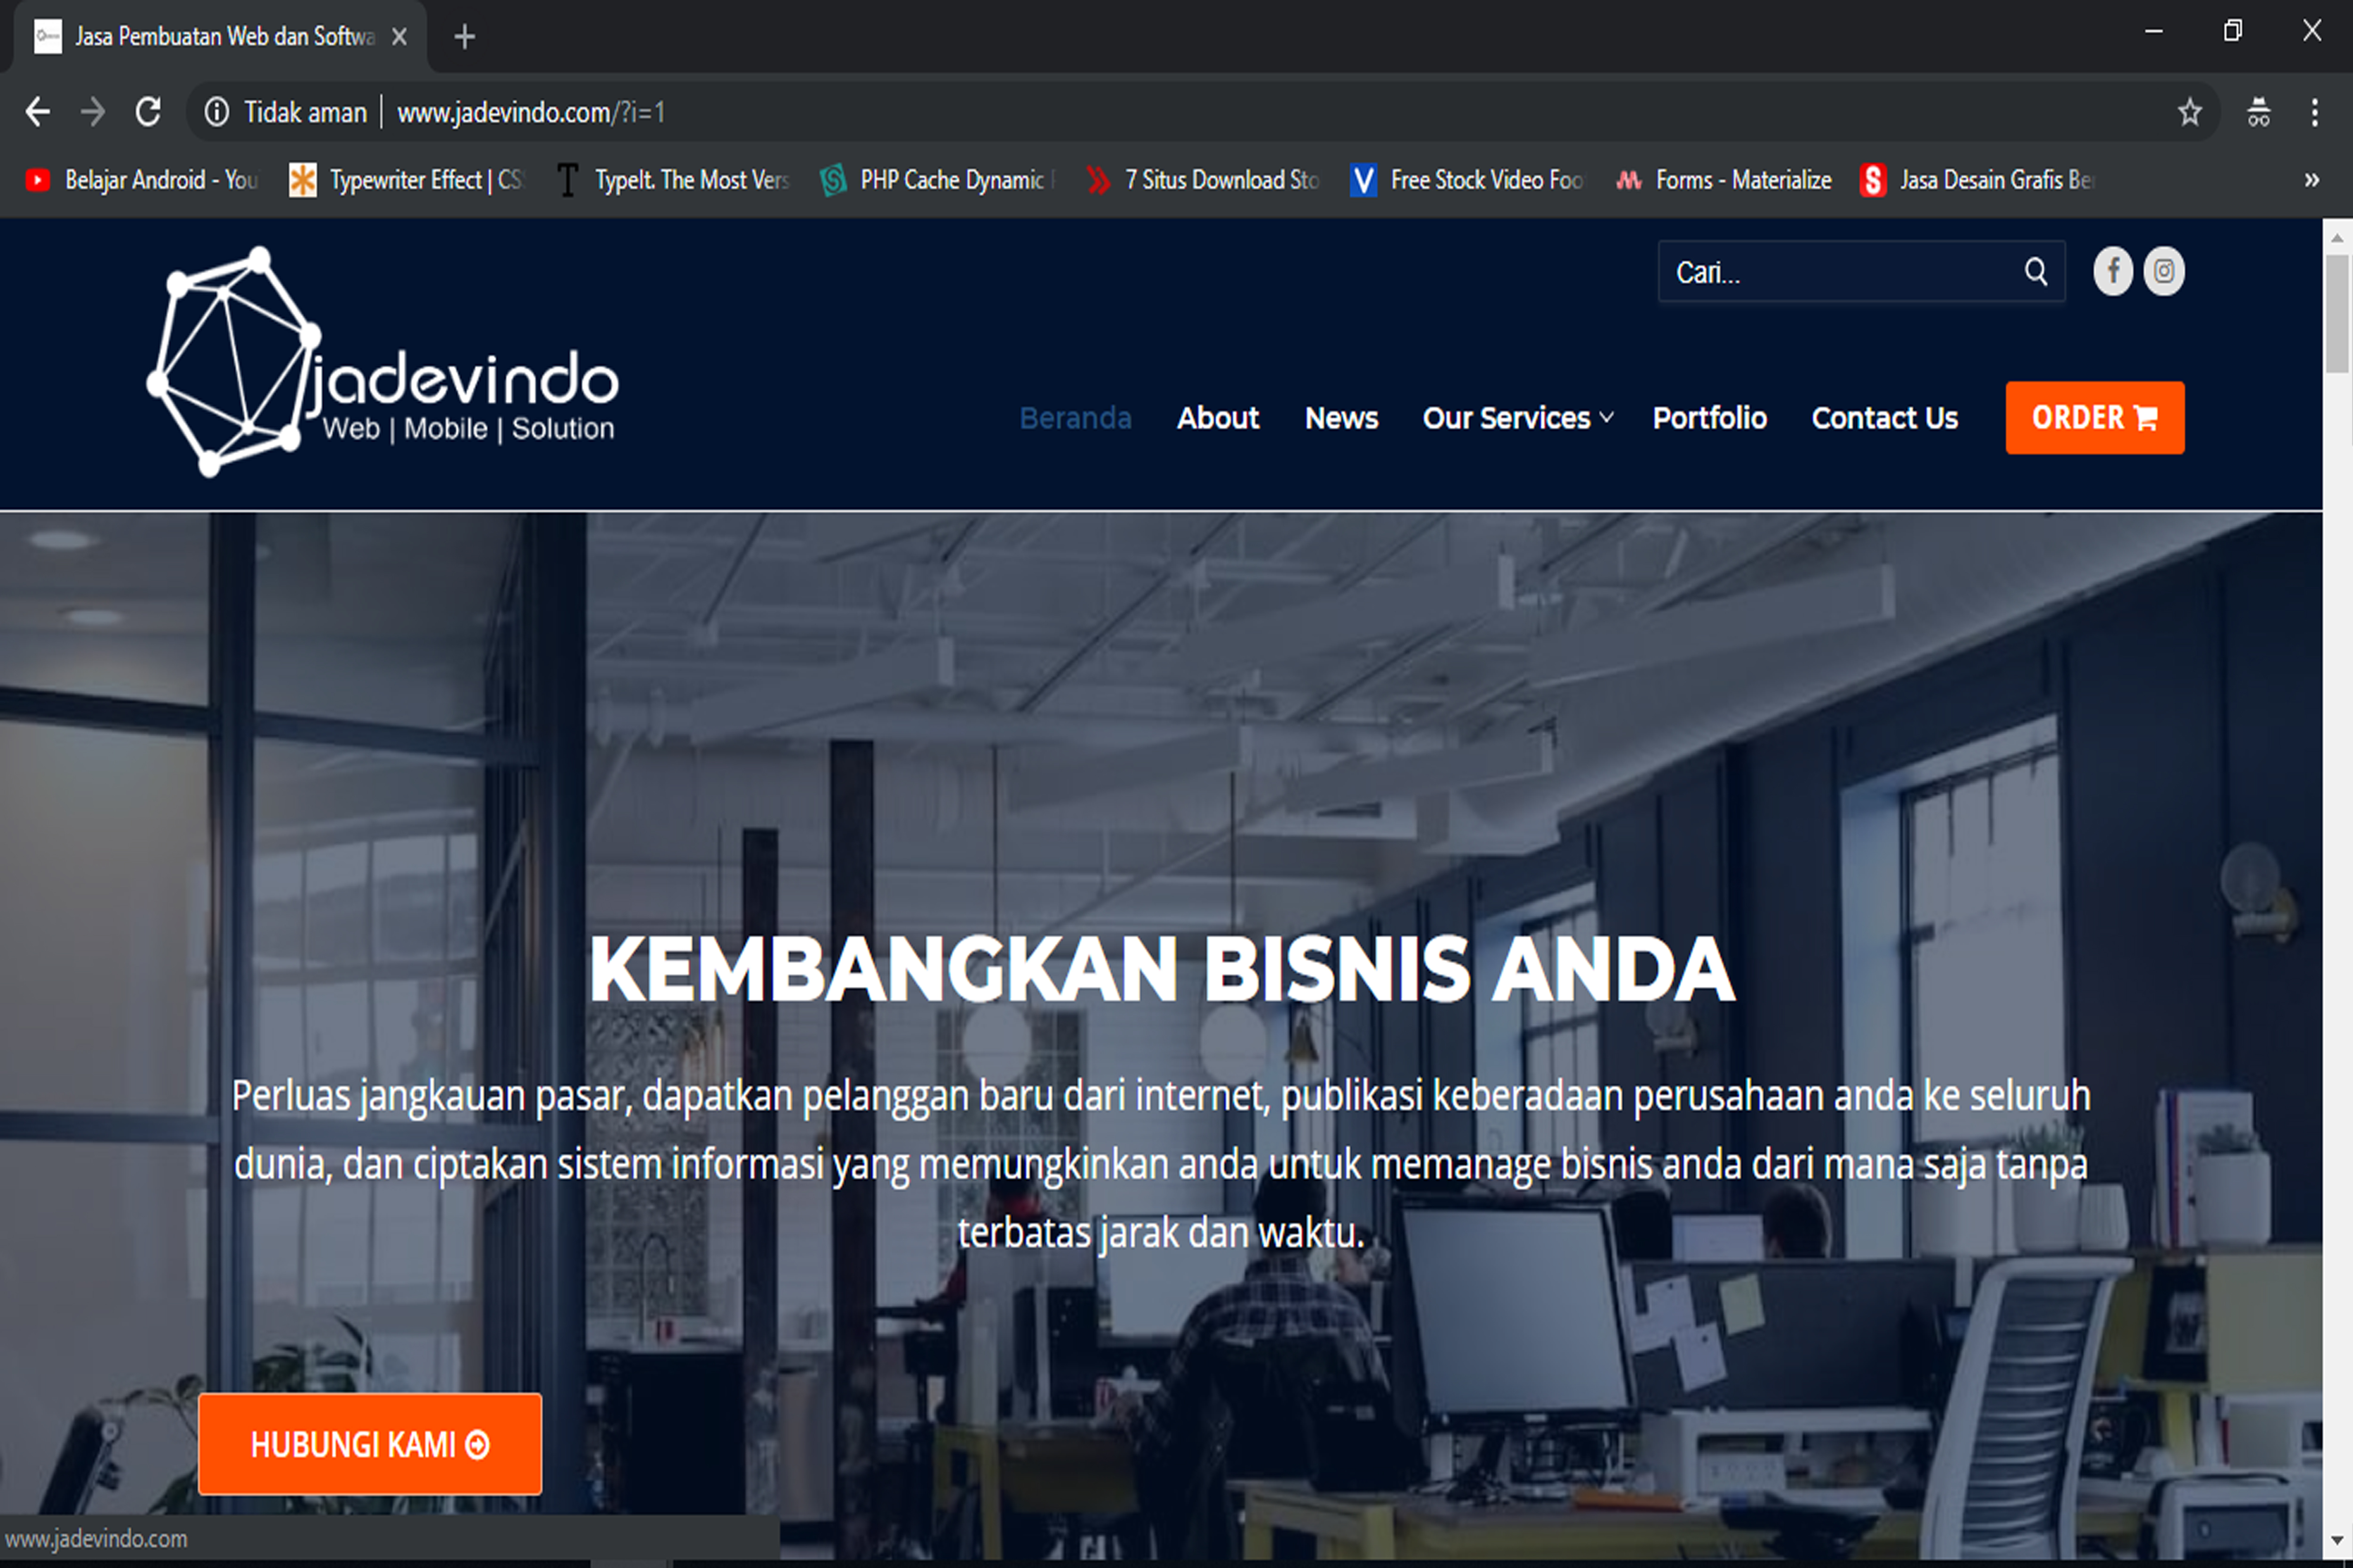 Jasa Pembuatan Web dan Softwa
Tidak aman | www.jadevindo.com/?i=1
Belajar Android - You
Typewriter Effect | CS
TypeIt. The Most Vers
PHP Cache Dynamic
7 Situs Download Sto
Free Stock Video Foo
Forms - Materialize
Jasa Desain Grafis Be
»
jadevindo
Web | Mobile | Solution
Cari...
Beranda About News Our Services Portfolio Contact Us ORDER
KEMBANGKAN BISNIS ANDA
Perluas jangkauan pasar, dapatkan pelanggan baru dari internet, publikasi keberadaan perusahaan anda ke seluruh
dunia, dan ciptakan sistem informasi yang memungkinkan anda untuk memanage bisnis anda dari mana saja tanpa
terbatas jarak dan waktu.
HUBUNGI KAMI
www.jadevindo.com